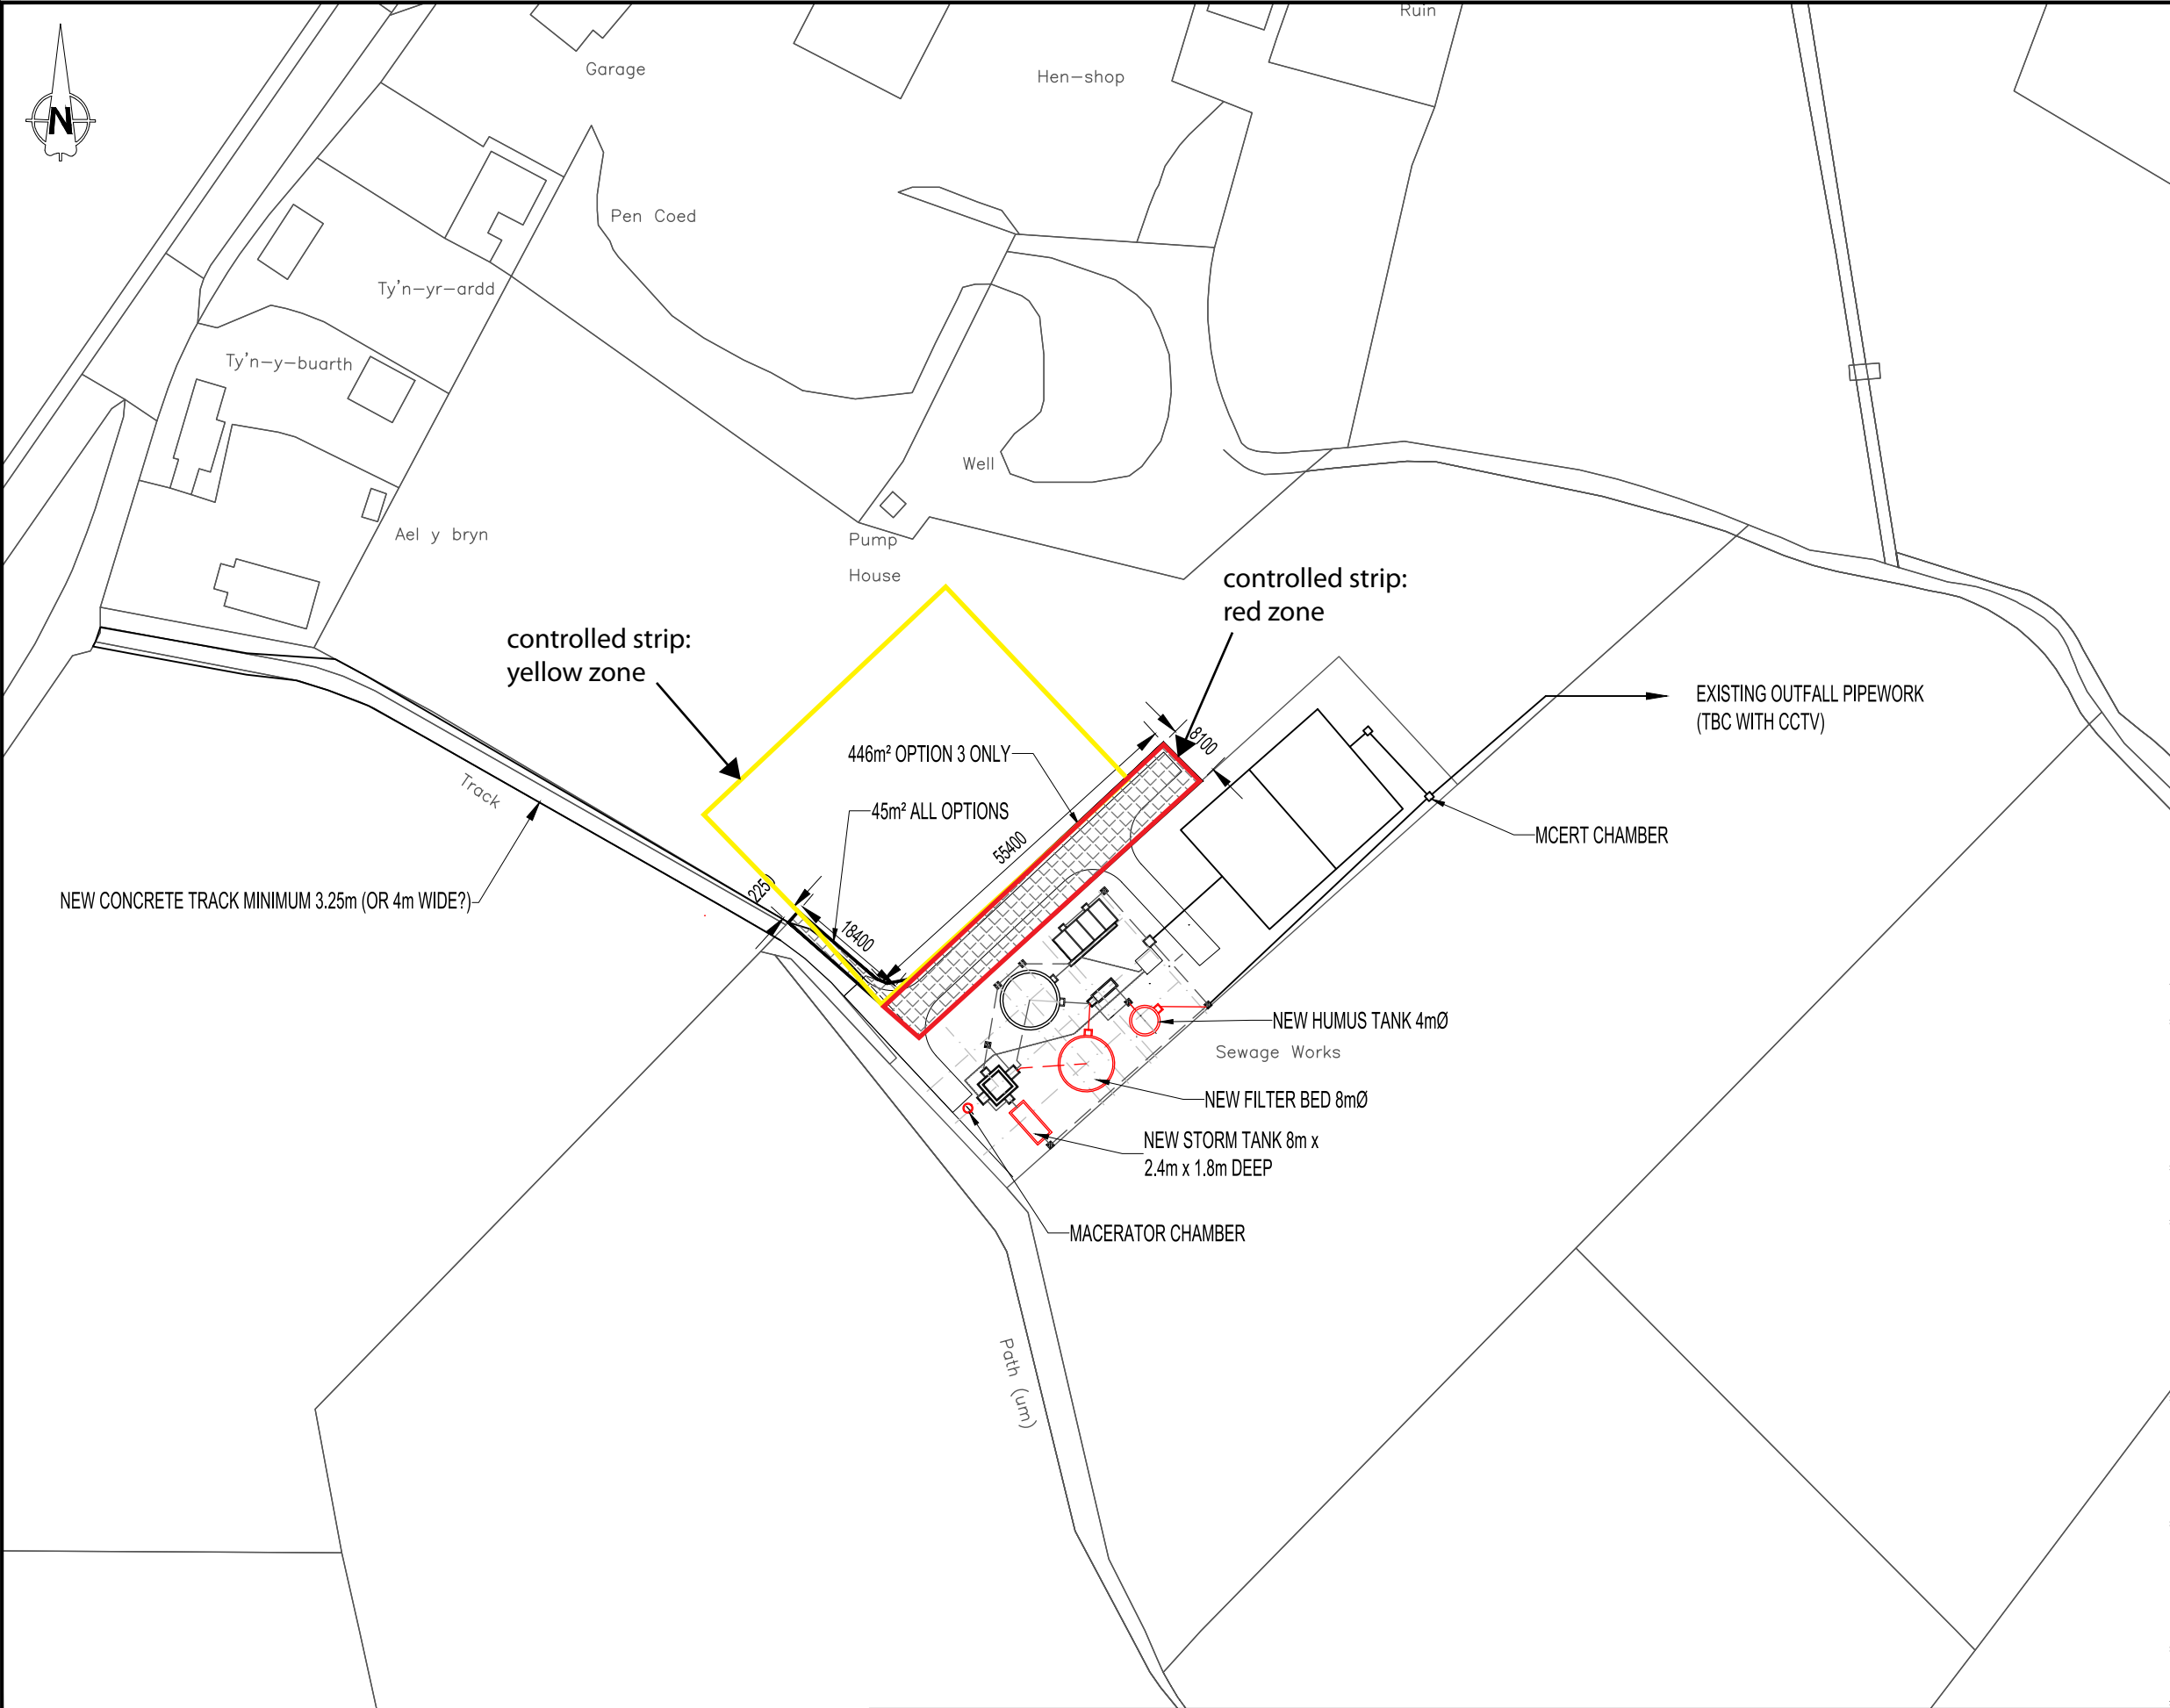 Ruin
Garage
Hen-shop
N
Pen Coed
Ty'n-yr-ardd
Ty'n-y-buarth
Well
Ael y bryn
Pump
House
controlled strip:
red zone
controlled strip:
yellow zone
EXISTING OUTFALL PIPEWORK
(TBC WITH CCTV)
8100
446m² OPTION 3 ONLY
Track
45m² ALL OPTIONS
MCERT CHAMBER
55400
NEW CONCRETE TRACK MINIMUM 3.25m (OR 4m WIDE?)
2250
18400
NEW HUMUS TANK 4mØ
Sewage Works
NEW FILTER BED 8mØ
NEW STORM TANK 8m x
2.4m x 1.8m DEEP
MACERATOR CHAMBER
Path (um)